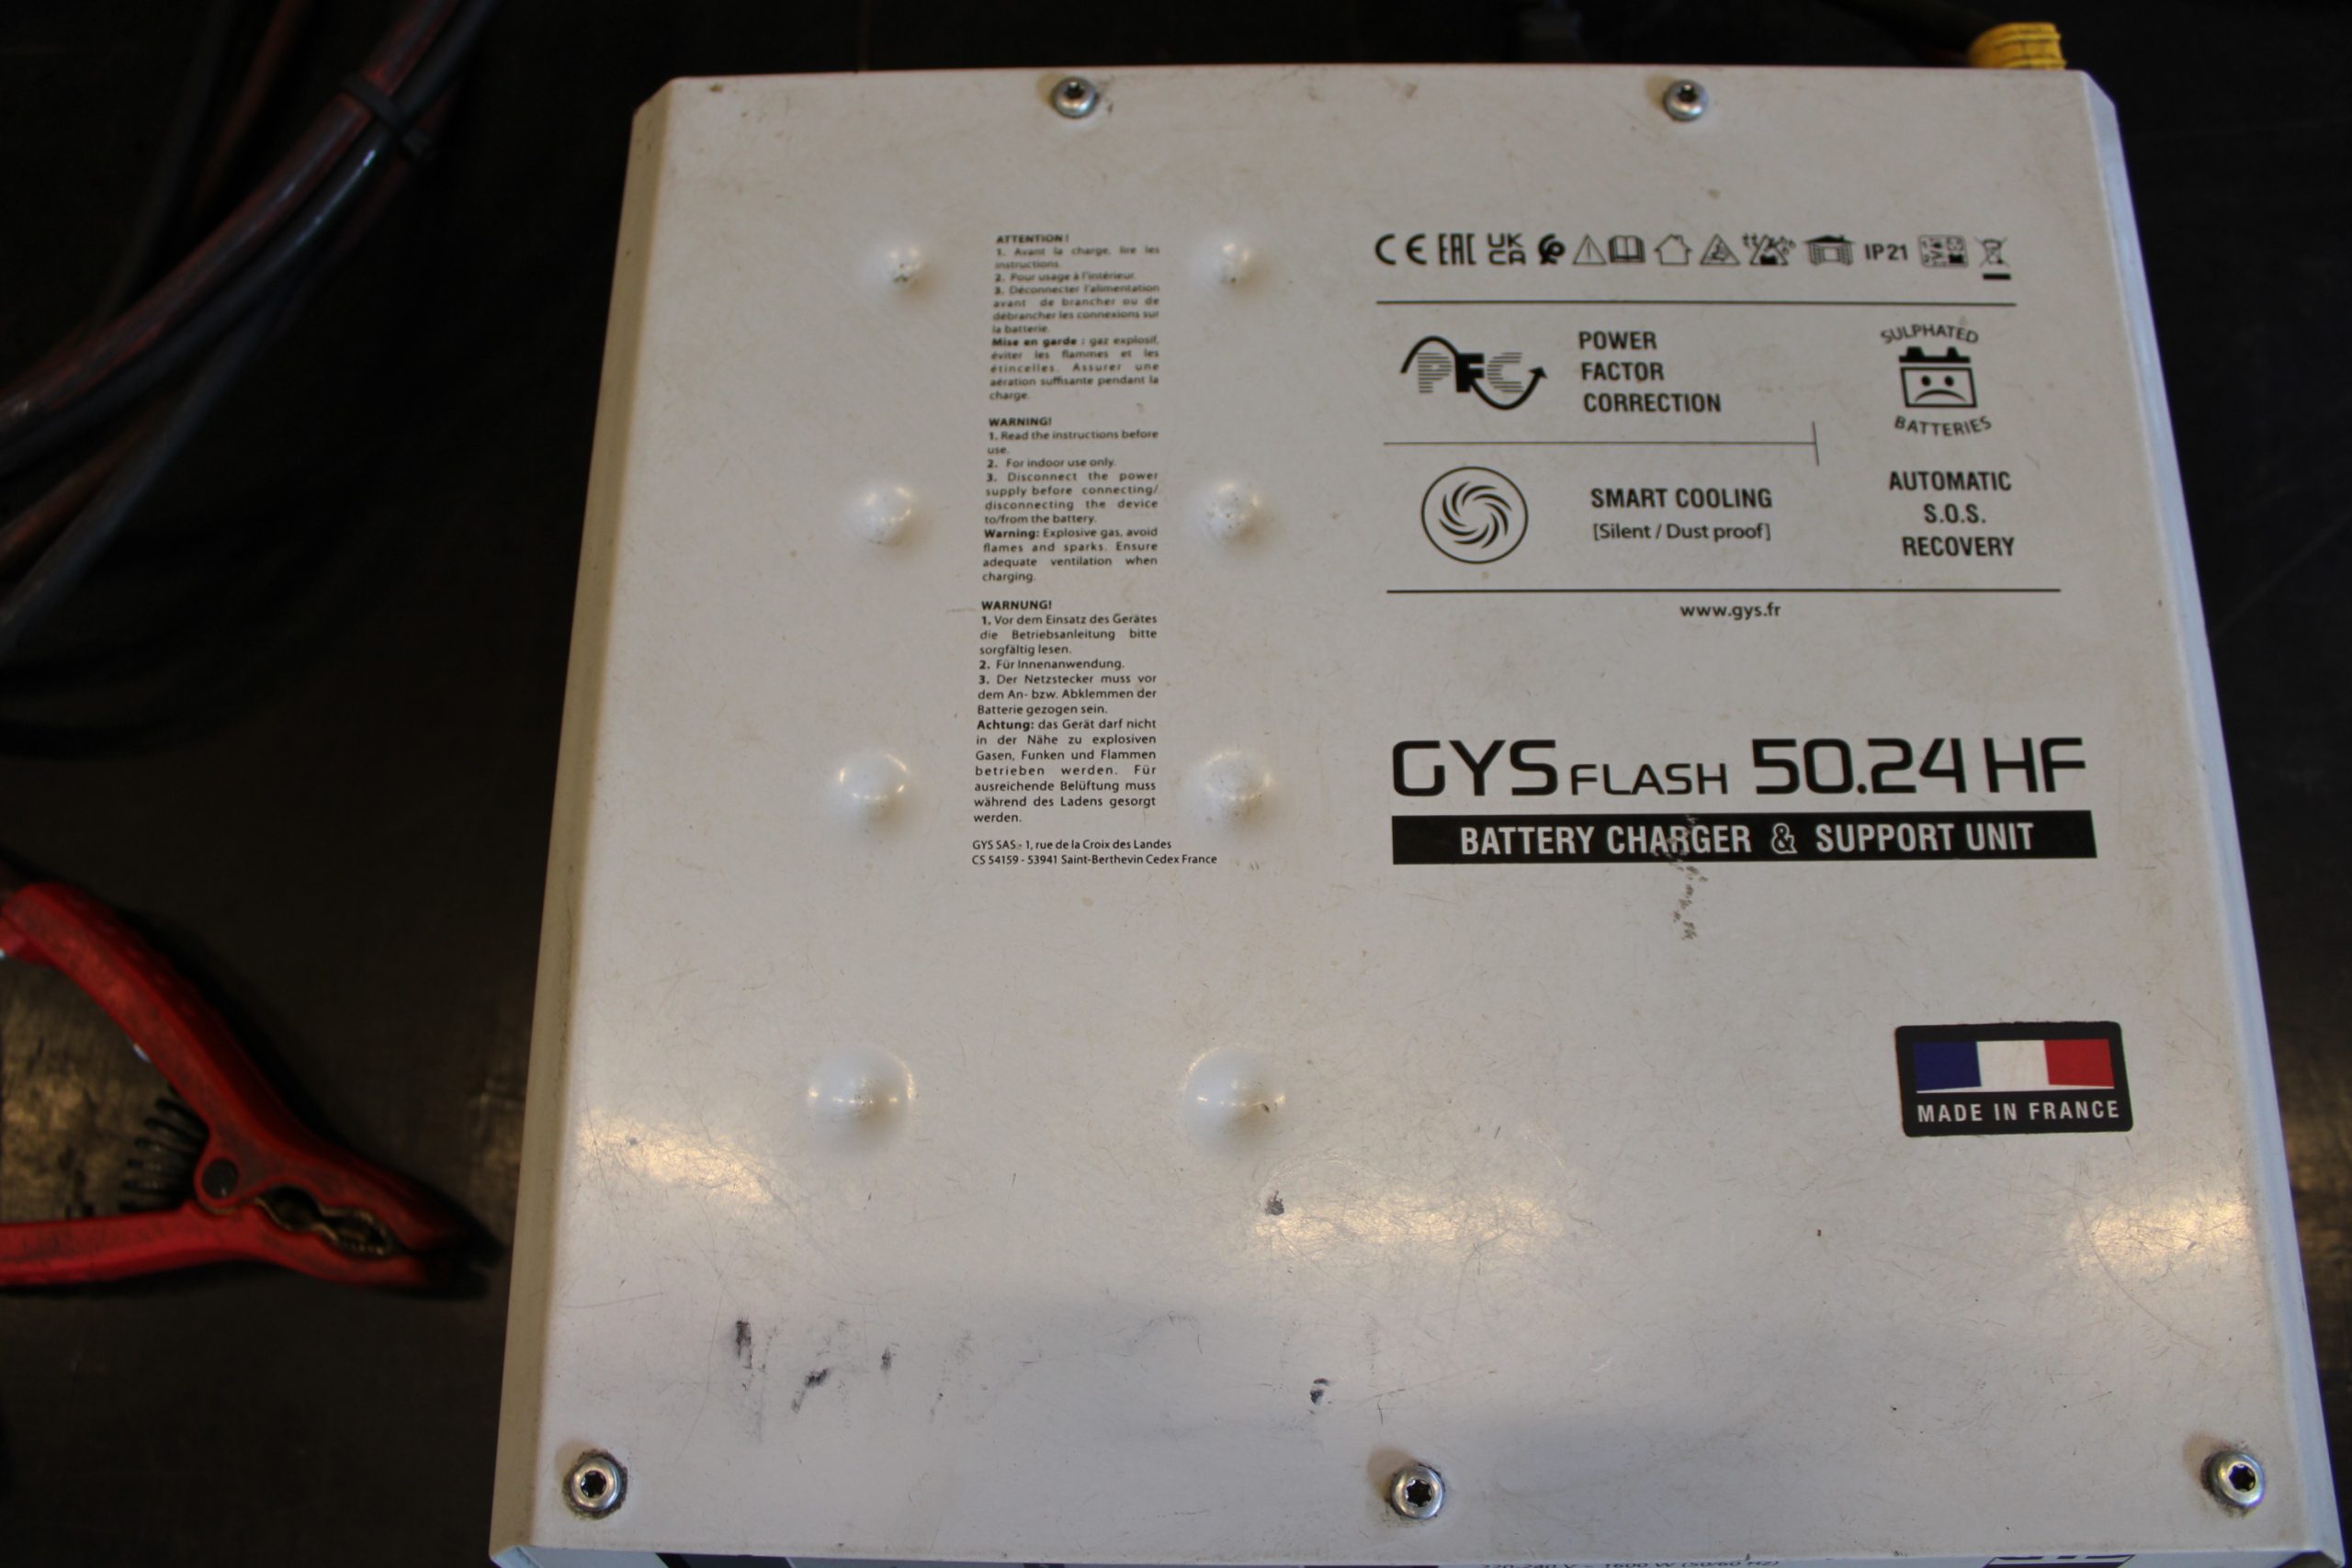 ATTENTION!
1. Avant la charge, lire les
instructions.
2. Pour usage à l'intérieur.
3. Déconnecter l'alimentation
avant de brancher ou de
débrancher les connexions sur
la batterie.
Mise en garde : gaz explosif,
éviter les flammes et les
étincelles. Assurer une
aération suffisante pendant la
charge.
WARNING!
1. Read the instructions before
use.
2. For indoor use only.
3. Disconnect the power
supply before connecting/
disconnecting the device
to/from the battery.
Warning: Explosive gas, avoid
flames and sparks. Ensure
adequate ventilation when
charging.
WARNUNG!
1. Vor dem Einsatz des Gerätes
die Betriebsanleitung bitte
sorgfältig lesen.
2. Für Innenanwendung.
3. Der Netzstecker muss vor
dem An- bzw. Abklemmen der
Batterie gezogen sein.
Achtung: das Gerät darf nicht
in der Nähe zu explosiven
Gasen, Funken und Flammen
betrieben werden. Für
ausreichende Belüftung muss
während des Ladens gesorgt
werden.
GYS SAS - 1, rue de la Croix des Landes
CS 54159 - 53941 Saint-Berthevin Cedex France
CE EAC UK CA IP21
PFC
POWER
FACTOR
CORRECTION
SULPHATED
BATTERIES
SMART COOLING
[Silent / Dust proof]
AUTOMATIC
S.O.S.
RECOVERY
www.gys.fr
GYS FLASH 50.24 HF
BATTERY CHARGER & SUPPORT UNIT
MADE IN FRANCE
220-240 V ~ 1600 W (50/60 Hz)